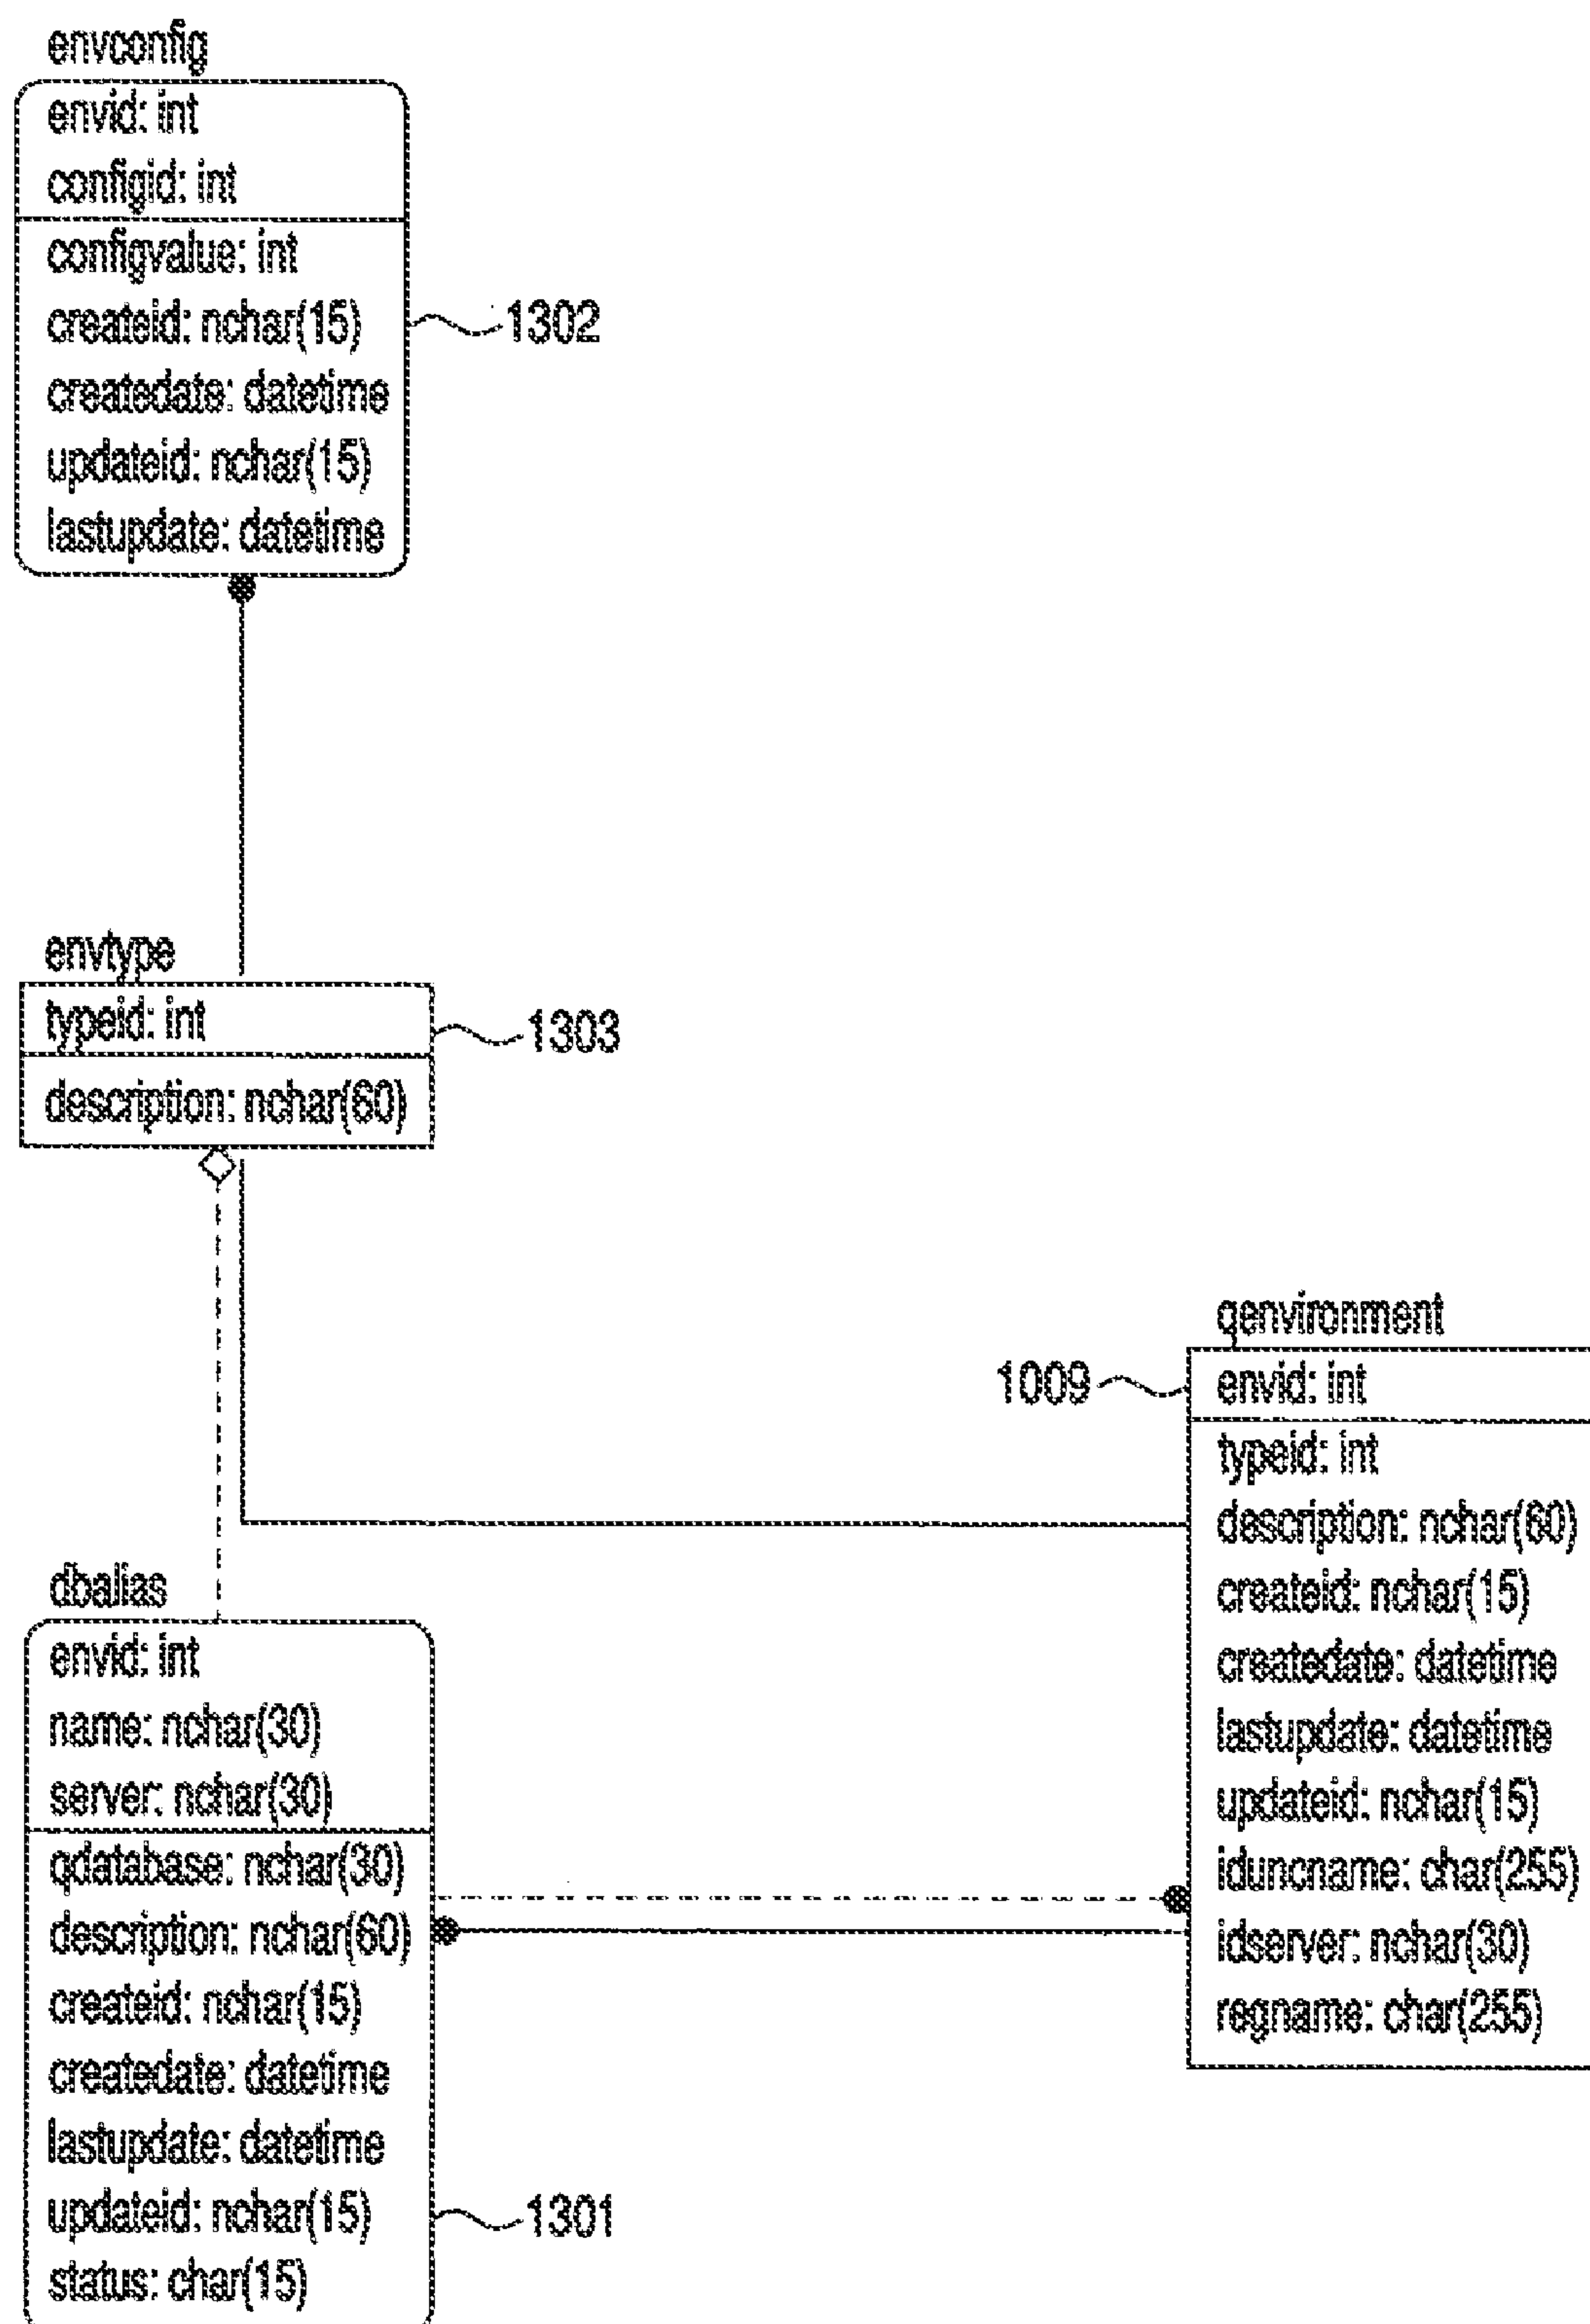 envconfig
envid: int
configid: int
configvalue: int
createid: nchar(15)
1302
createdate: datetime
updateid: nchar(15)
lastupdate: datetime
envtype
typeid: int
1303
description: nchar(60)
qenvironment
1009
envid: int
typeid: int
description: nchar(60)
createid: nchar(15)
createdate: datetime
lastupdate: datetime
updateid: nchar(15)
iduncname: char(255)
idserver: nchar(30)
regname: char(255)
dbalias
envid: int
name: nchar(30)
server: nchar(30)
qdatabase: nchar(30)
description: nchar(60)
createid: nchar(15)
createdate: datetime
lastupdate: datetime
updateid: nchar(15)
1301
status: char(15)